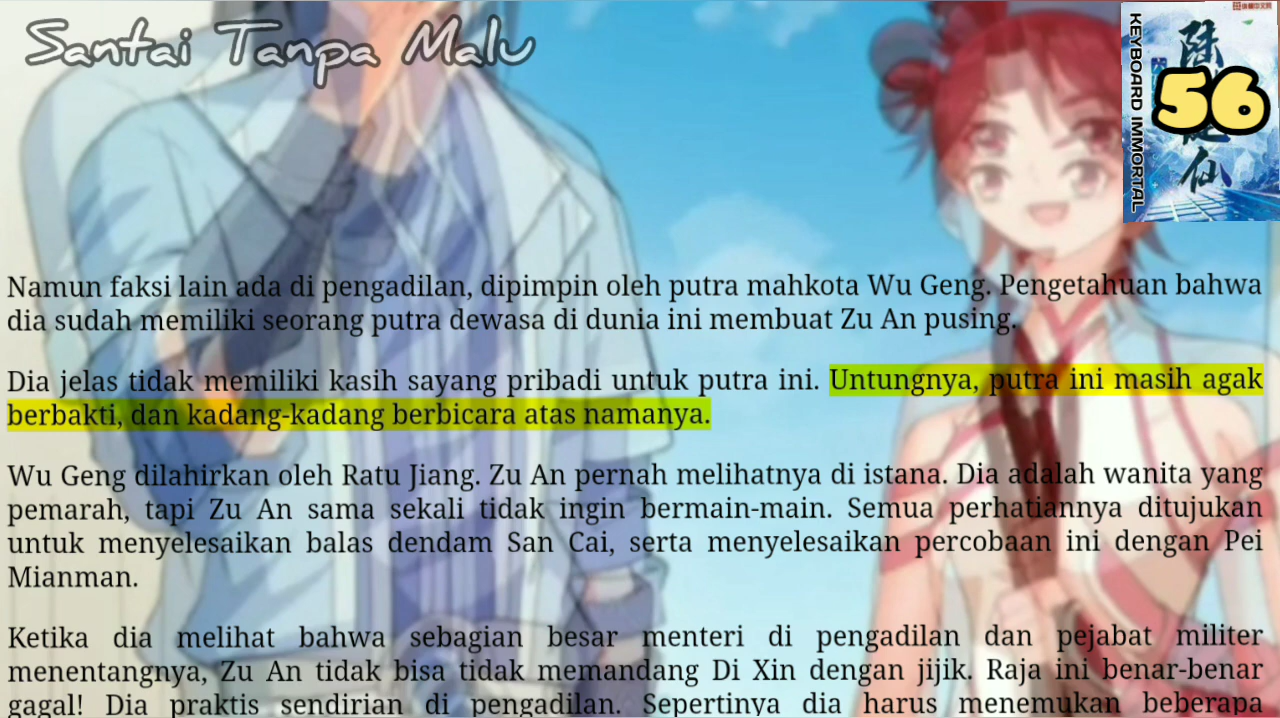 Santai Tanpa Malu
KEYBOARD IMMORTAL
56
Namun faksi lain ada di pengadilan, dipimpin oleh putra mahkota Wu Geng. Pengetahuan bahwa
dia sudah memiliki seorang putra dewasa di dunia ini membuat Zu An pusing.
Dia jelas tidak memiliki kasih sayang pribadi untuk putra ini. Untungnya, putra ini masih agak
berbakti, dan kadang-kadang berbicara atas namanya.
Wu Geng dilahirkan oleh Ratu Jiang. Zu An pernah melihatnya di istana. Dia adalah wanita yang
pemarah, tapi Zu An sama sekali tidak ingin bermain-main. Semua perhatiannya ditujukan
untuk menyelesaikan balas dendam San Cai, serta menyelesaikan percobaan ini dengan Pei
Mianman.
Ketika dia melihat bahwa sebagian besar menteri di pengadilan dan pejabat militer
menentangnya, Zu An tidak bisa tidak memandang Di Xin dengan jijik. Raja ini benar-benar
gagal! Dia praktis sendirian di pengadilan. Sepertinya dia harus menemukan beberapa